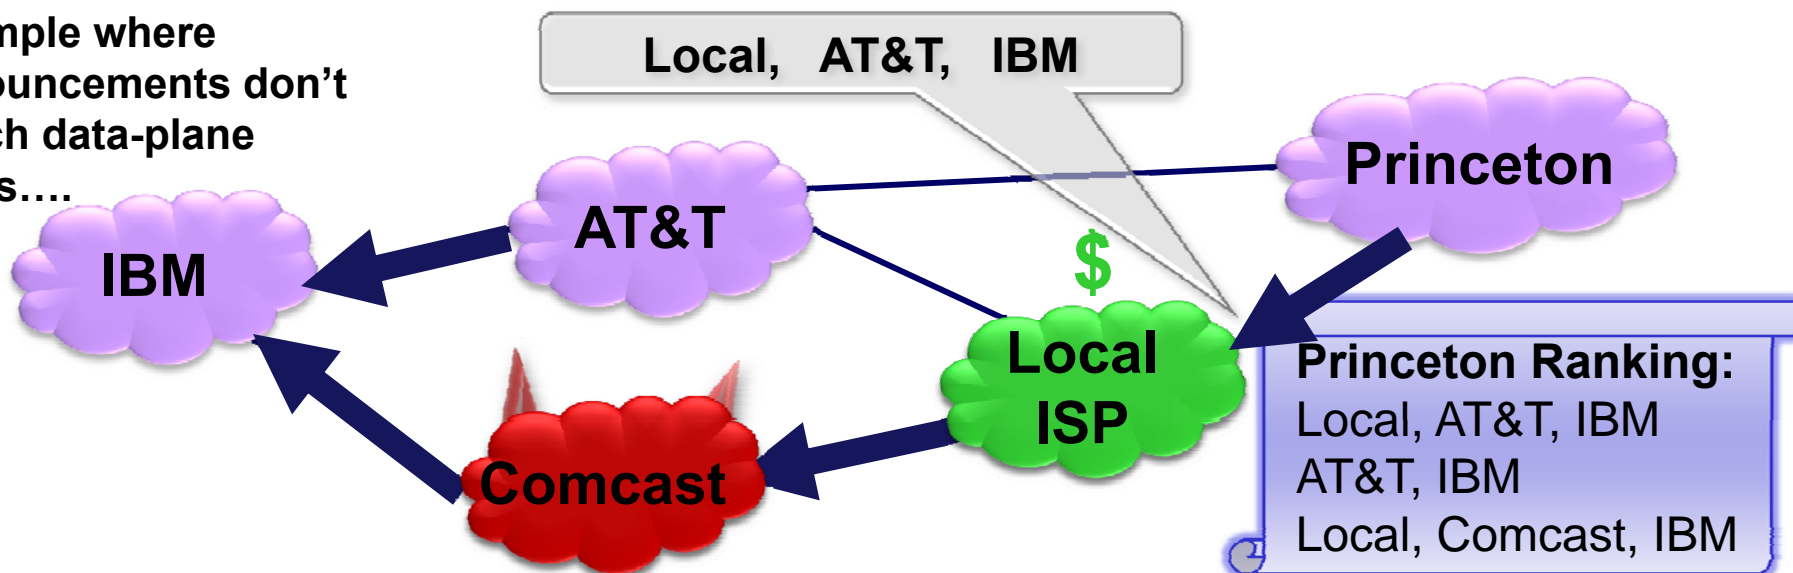 mple where
ouncements don't
ch data-plane
s....
Local, AT&T, IBM
Princeton
AT&T
IBM
$
Local
ISP
Comcast
Princeton Ranking:
Local, AT&T, IBM
AT&T, IBM
Local, Comcast, IBM